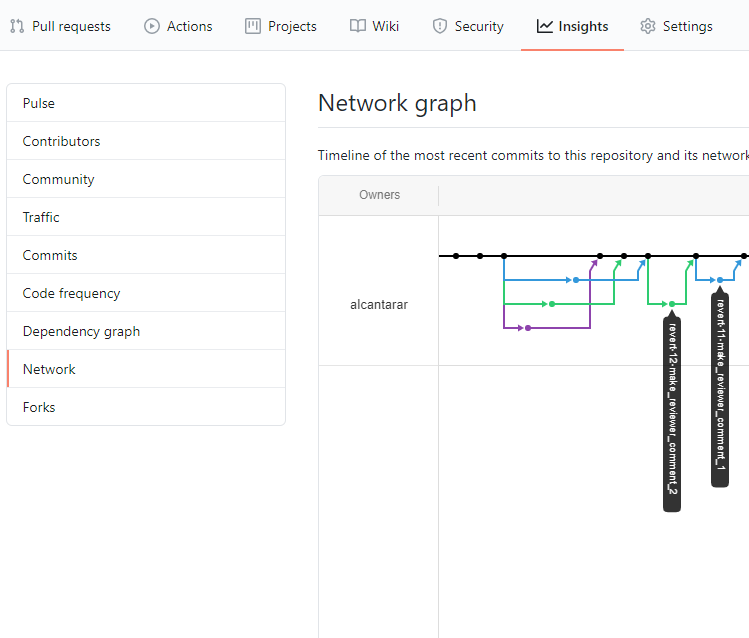 Pull requests
Actions
Projects
Wiki
Security
Insights
Settings
Pulse
Contributors
Community
Traffic
Commits
Code frequency
Dependency graph
Network
Forks
Network graph
Timeline of the most recent commits to this repository and its network
Owners
alcantarar
revert-12-make_reviewer_comment_2
revert-11-make_reviewer_comment_1